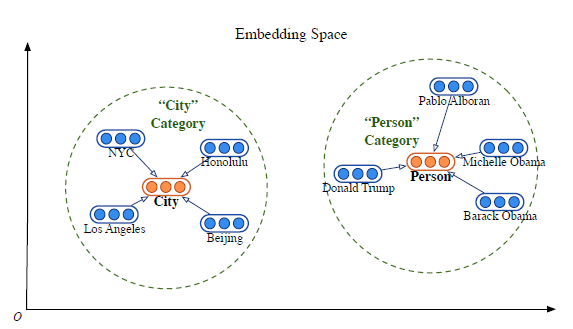 Embedding Space
“City”
Category
NYC
Honolulu
City
Los Angeles
Beijing
Pablo Alboran
“Person”
Category
Michelle Obama
Person
Donald Trump
Barack Obama
O